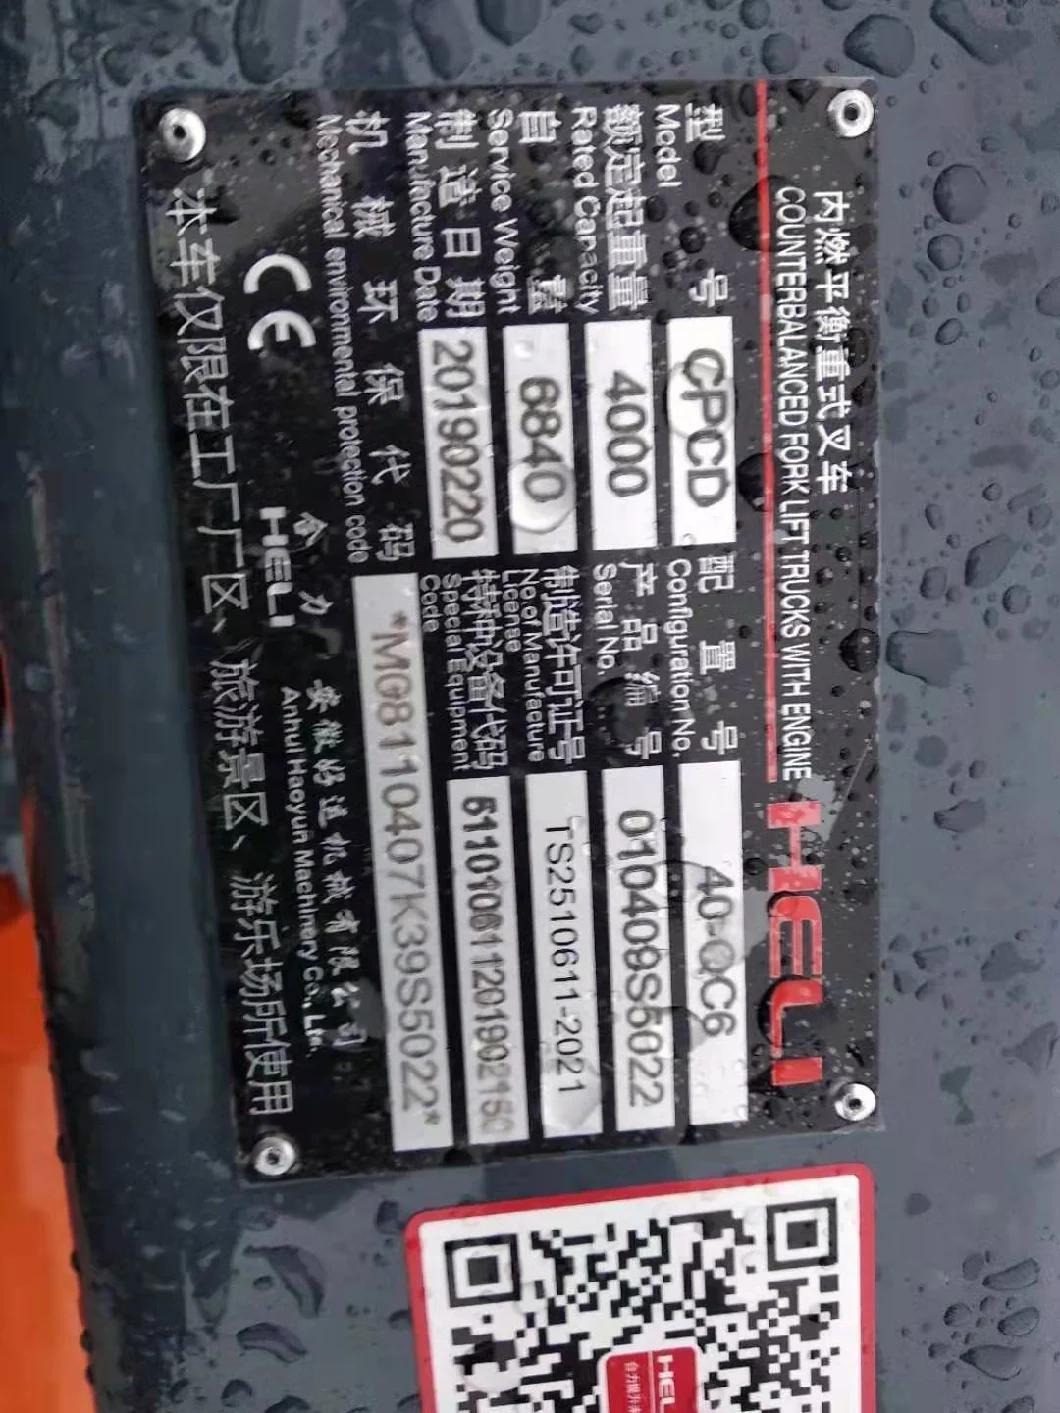 内燃平衡重式叉车
COUNTERBALANCED FORK LIFT TRUCKS WITH ENGINE
HELI
型号 CPCD 配置号 40-QC6
Model Configuration No.
额定起重量 4000 产品编号 010409S5022
Rated Capacity Serial No.
自重 6840 制造许可证号 TS2510611-2021
Service Weight No of Manufacture License
制造日期 20190220 特种设备代码
Manufacture Date Special Equipment Code
机械环保代码 *MG8110407K39S5022*
Mechanical environmental protection code
CE 合力 HELI 安徽好运机械有限公司
Anhui Haoyun Machinery Co., Ltd.
本车仅限在工厂厂区、旅游景区、游乐场所使用
HELI